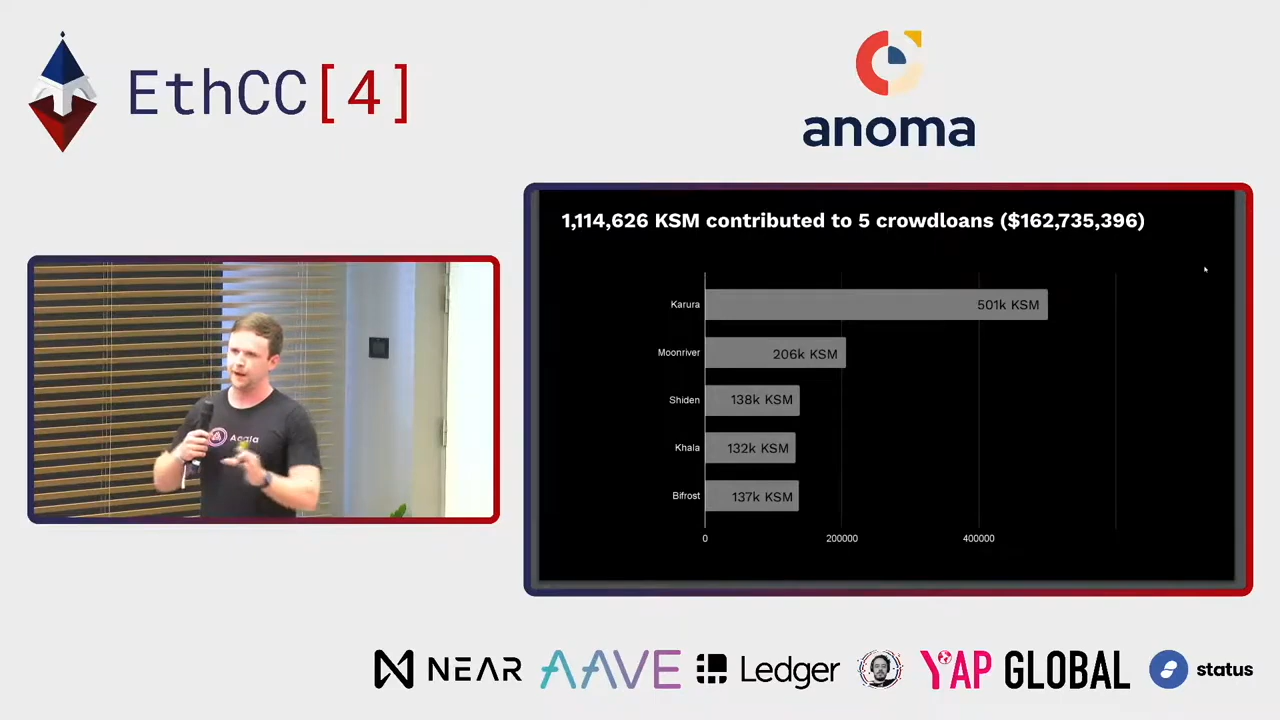 EthCC[4]
anoma
1,114,626 KSM contributed to 5 crowdloans ($162,735,396)
Karura
501k KSM
Moonriver
206k KSM
Shiden
138k KSM
Khala
132k KSM
Bifrost
137k KSM
0
200000
400000
Acala
NEAR
AAVE
Ledger
YAP GLOBAL
status